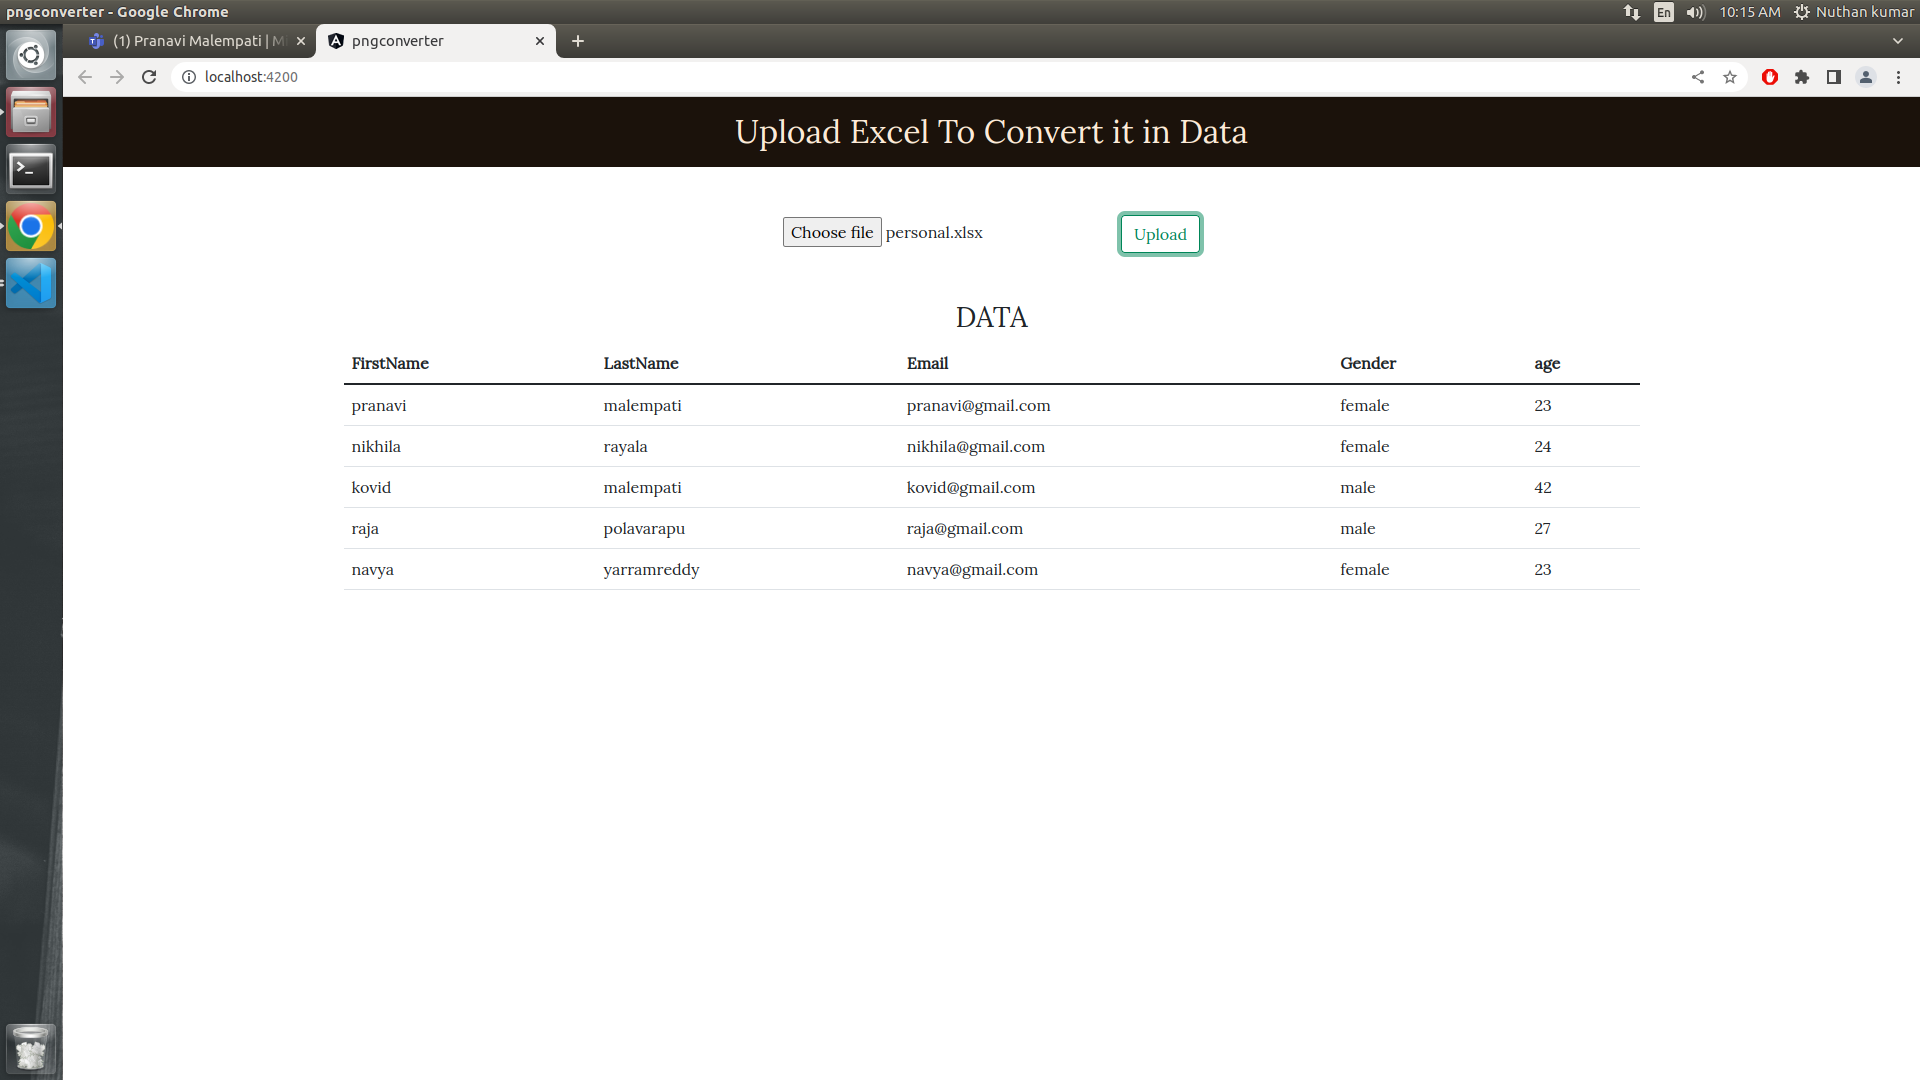 pngconverter - Google Chrome
En 10:15 AM Nuthan kumar
(1) Pranavi Malempati | M
pngconverter
localhost:4200
Upload Excel To Convert it in Data
Choose file personal.xlsx Upload
DATA
FirstName LastName Email Gender age
pranavi malempati pranavi@gmail.com female 23
nikhila rayala nikhila@gmail.com female 24
kovid malempati kovid@gmail.com male 42
raja polavarapu raja@gmail.com male 27
navya yarramreddy navya@gmail.com female 23